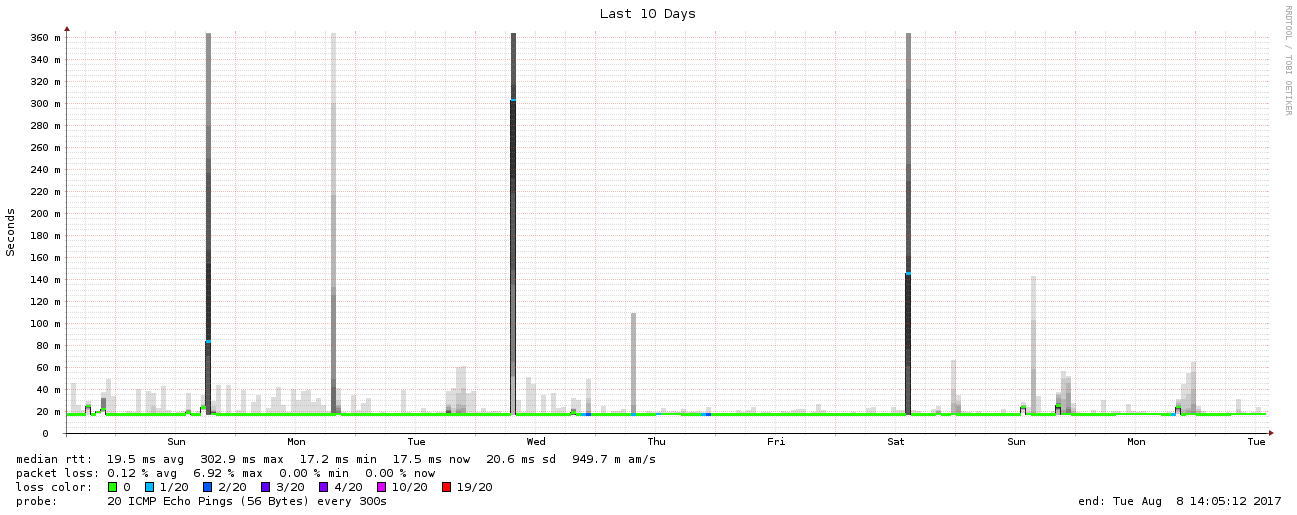 Last 10 Days
RRDTOOL / TOBI OETIKER
Seconds
360 m
340 m
320 m
300 m
280 m
260 m
240 m
220 m
200 m
180 m
160 m
140 m
120 m
100 m
80 m
60 m
40 m
20 m
0
Sun Mon Tue Wed Thu Fri Sat Sun Mon Tue
median rtt: 19.5 ms avg 302.9 ms max 17.2 ms min 17.5 ms now 20.6 ms sd 949.7 m am/s
packet loss: 0.12 % avg 6.92 % max 0.00 % min 0.00 % now
loss color: 0 1/20 2/20 3/20 4/20 10/20 19/20
probe: 20 ICMP Echo Pings (56 Bytes) every 300s end: Tue Aug 8 14:05:12 2017